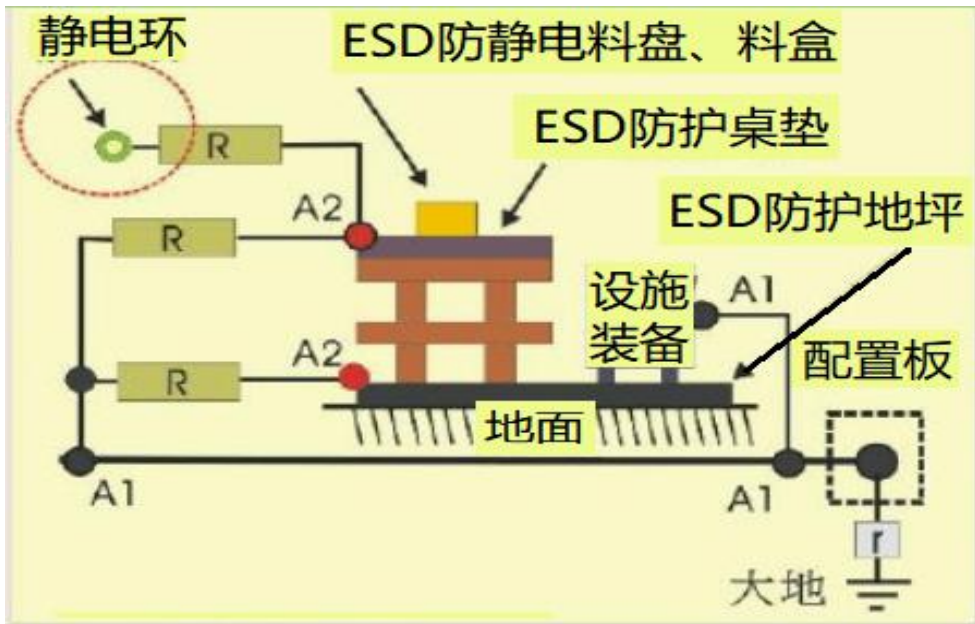 静电环
ESD防静电料盘、料盒
ESD防护桌垫
R
A2
ESD防护地坪
R
设施
装备
A1
A2
配置板
R
地面
A1
A1
r
大地